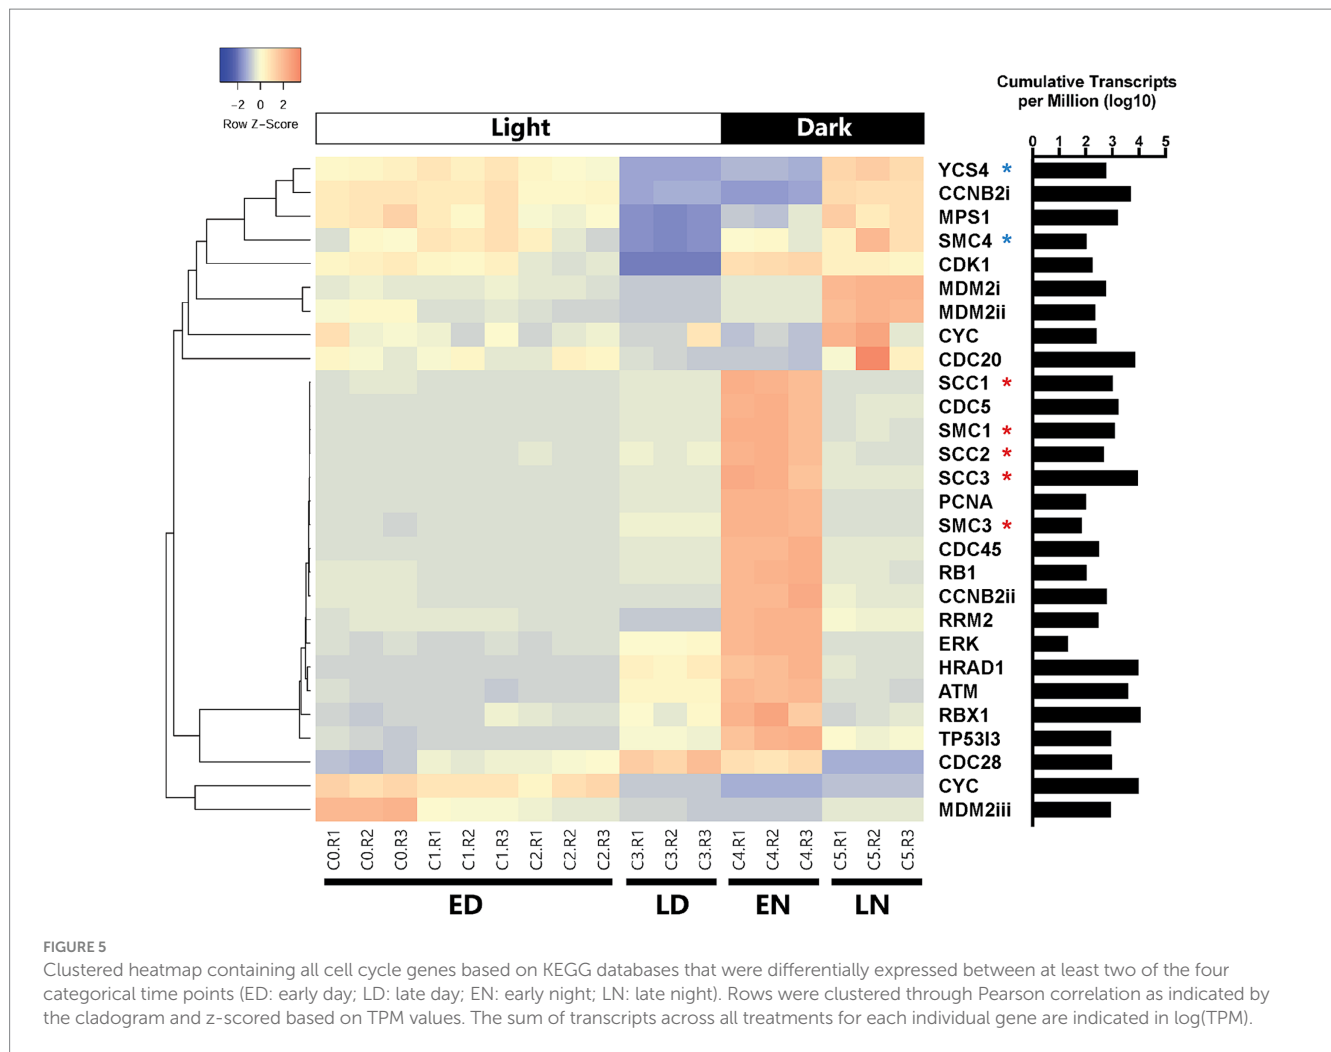 Cumulative Transcripts
per Million (log10)
−2 0 2
Row Z−Score
Light Dark
0 1 2 3 4 5
YCS4 *
CCNB2i
MPS1
SMC4 *
CDK1
MDM2i
MDM2ii
CYC
CDC20
SCC1 *
CDC5
SMC1 *
SCC2 *
SCC3 *
PCNA
SMC3 *
CDC45
RB1
CCNB2ii
RRM2
ERK
HRAD1
ATM
RBX1
TP53I3
CDC28
CYC
MDM2iii
C0.R1 C0.R2 C0.R3 C1.R1 C1.R2 C1.R3 C2.R1 C2.R2 C2.R3 C3.R1 C3.R2 C3.R3 C4.R1 C4.R2 C4.R3 C5.R1 C5.R2 C5.R3
ED LD EN LN
FIGURE 5
Clustered heatmap containing all cell cycle genes based on KEGG databases that were differentially expressed between at least two of the four
categorical time points (ED: early day; LD: late day; EN: early night; LN: late night). Rows were clustered through Pearson correlation as indicated by
the cladogram and z-scored based on TPM values. The sum of transcripts across all treatments for each individual gene are indicated in log(TPM).